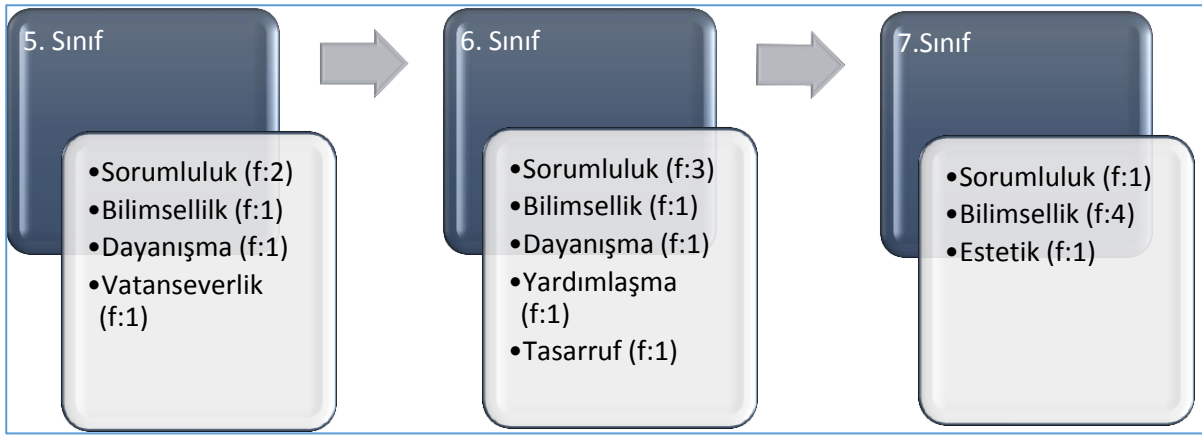 5. Sınıf
•Sorumluluk (f:2)
•Bilimsellilk (f:1)
•Dayanışma (f:1)
•Vatanseverlik
(f:1)
6. Sınıf
•Sorumluluk (f:3)
•Bilimsellik (f:1)
•Dayanışma (f:1)
•Yardımlaşma
(f:1)
•Tasarruf (f:1)
7.Sınıf
•Sorumluluk (f:1)
•Bilimsellik (f:4)
•Estetik (f:1)